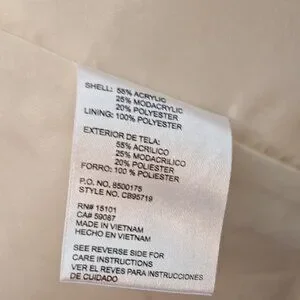 SHELL: 55% ACRYLIC
25% MODACRYLIC
20% POLYESTER
LINING: 100% POLYESTER
EXTERIOR DE TELA:
55% ACRILICO
25% MODACRILICO
20% POLIESTER
FORRO: 100 % POLIESTER
P.O. NO. 8500175
STYLE NO. CB95719
RN# 15101
CA# 59087
MADE IN VIETNAM
HECHO EN VIETNAM
SEE REVERSE SIDE FOR
CARE INSTRUCTIONS
VER EL REVES PARA INSTRUCCIONES
DE CUIDADO